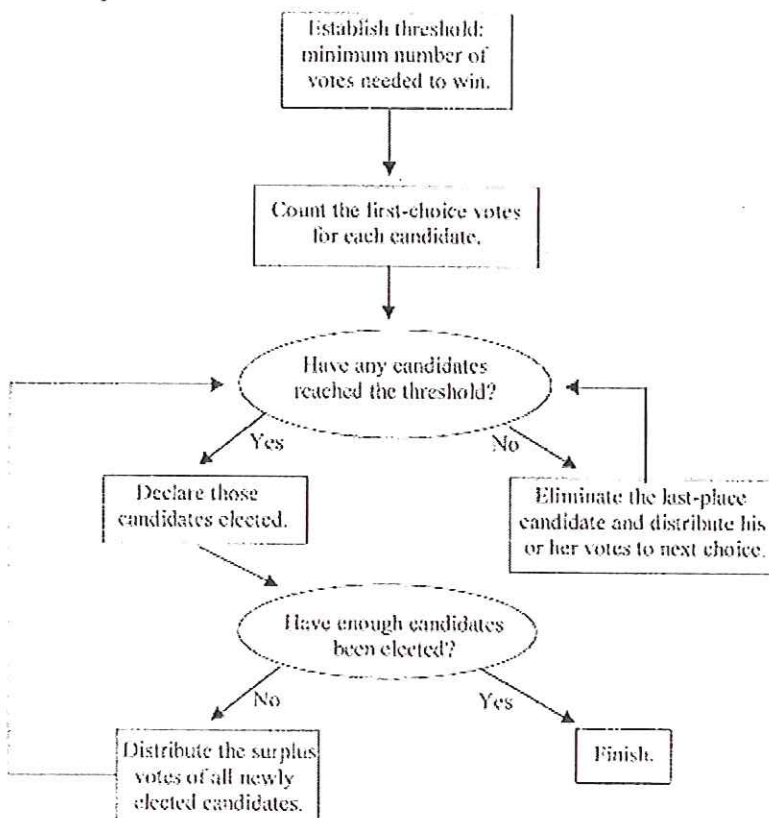 Establish threshold:
minimum number of
votes needed to win.
Count the first-choice votes
for each candidate.
Have any candidates
reached the threshold?
Yes
No
Declare those
candidates elected.
Eliminate the last-place
candidate and distribute his
or her votes to next choice.
Have enough candidates
been elected?
No
Yes
Distribute the surplus
votes of all newly
elected candidates.
Finish.